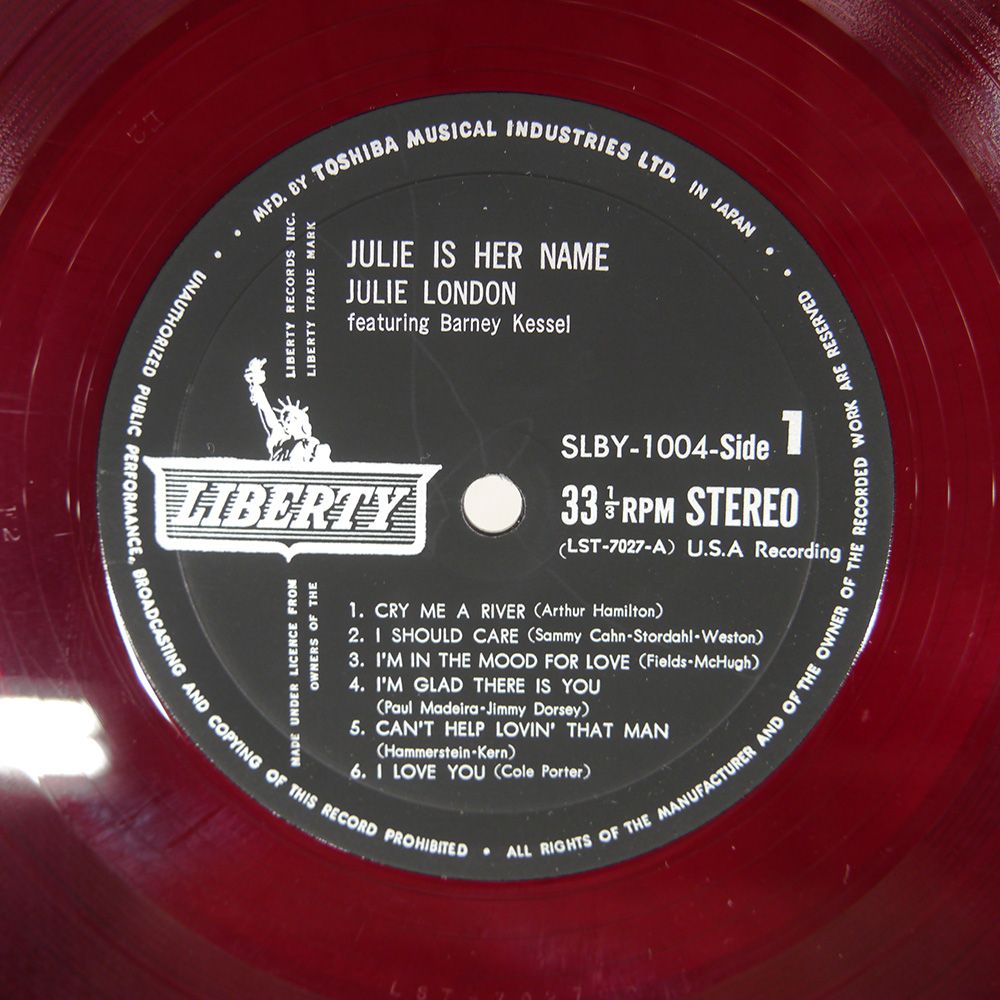 MFD. BY TOSHIBA MUSICAL INDUSTRIES LTD. IN JAPAN
LIBERTY RECORDS INC.
LIBERTY TRADE MARK
JULIE IS HER NAME
JULIE LONDON
featuring Barney Kessel
LIBERTY
SLBY-1004-Side 1
33 1/3 RPM STEREO
(LST-7027-A) U.S.A Recording
MADE UNDER LICENCE FROM
OWNERS OF THE
1. CRY ME A RIVER (Arthur Hamilton)
2. I SHOULD CARE (Sammy Cahn-Stordahl-Weston)
3. I'M IN THE MOOD FOR LOVE (Fields-McHugh)
4. I'M GLAD THERE IS YOU
(Paul Madeira-Jimmy Dorsey)
5. CAN'T HELP LOVIN' THAT MAN
(Hammerstein-Kern)
6. I LOVE YOU (Cole Porter)
UNAUTHORIZED PUBLIC PERFORMANCE, BROADCASTING AND COPYING OF THIS RECORD PROHIBITED • ALL RIGHTS OF THE MANUFACTURER AND OF THE OWNER OF THE RECORDED WORK ARE RESERVED